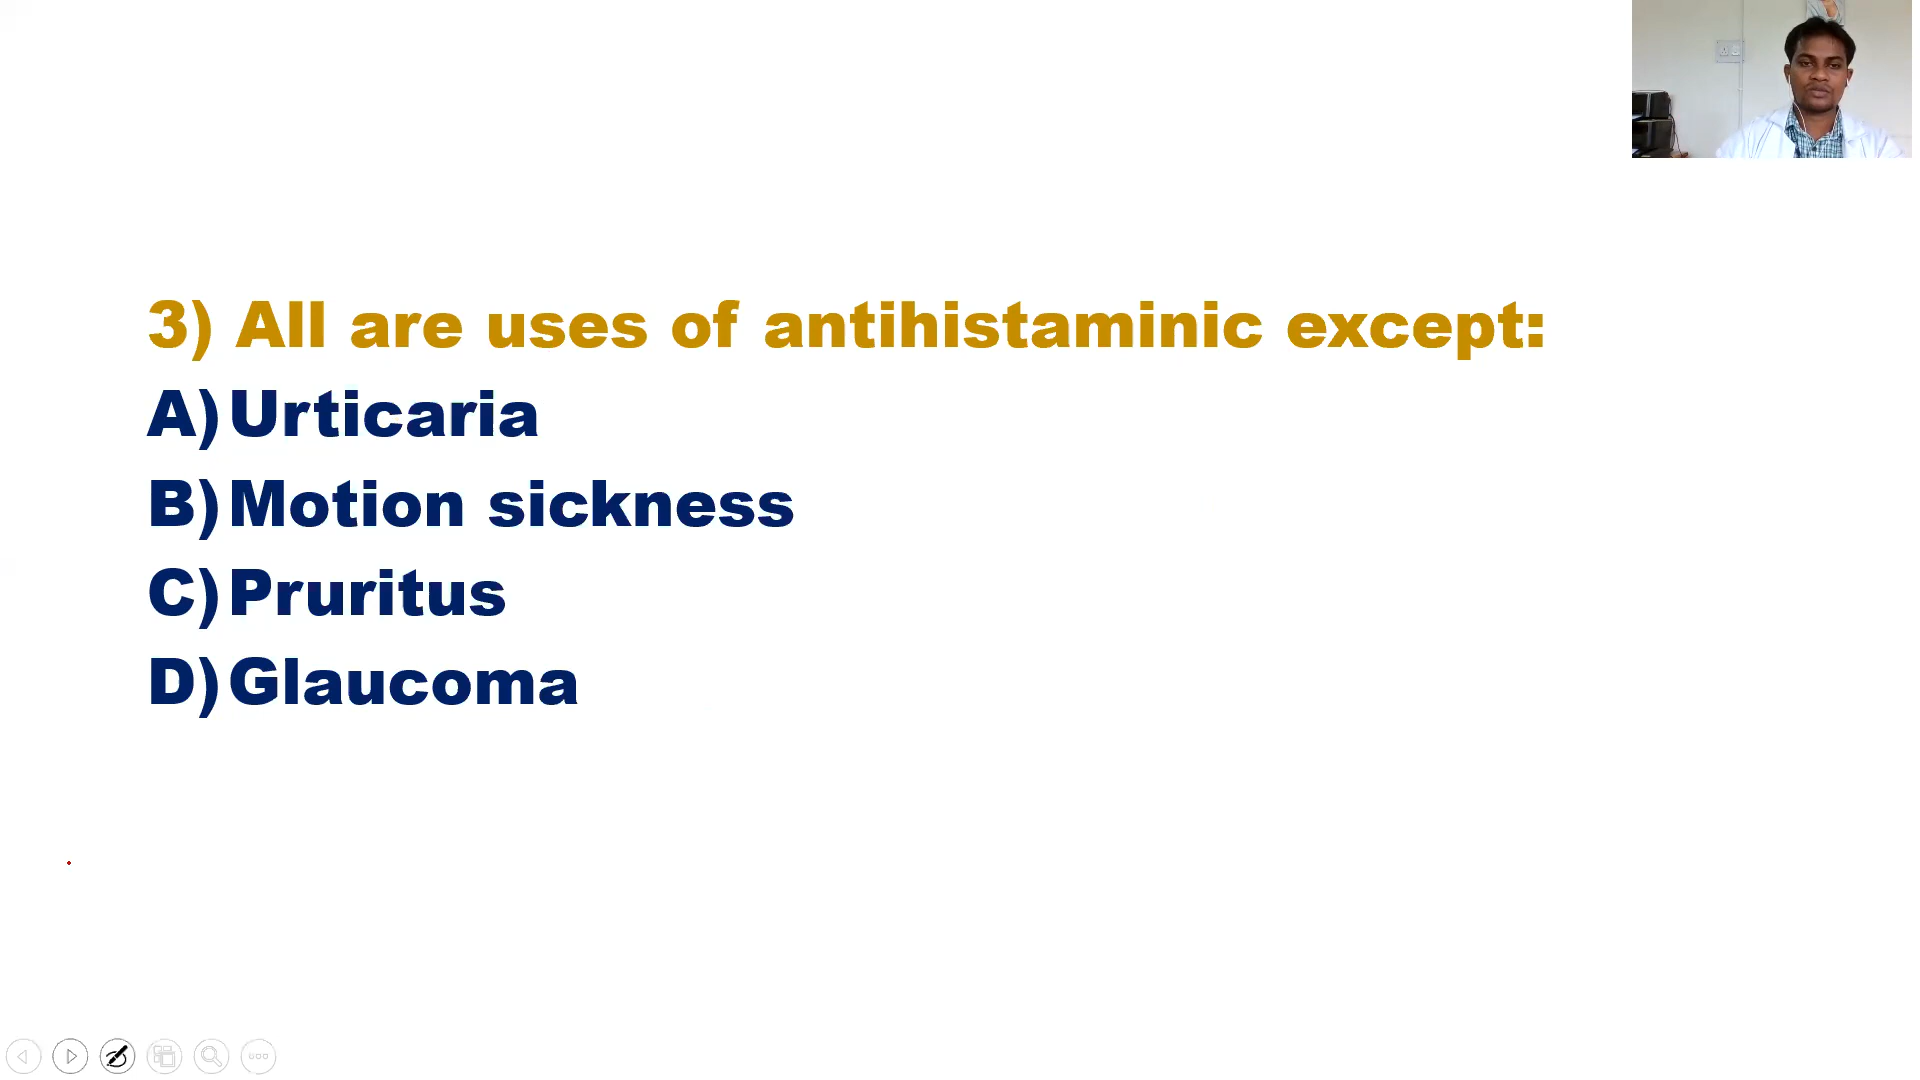 3) All are uses of antihistaminic except:
A) Urticaria
B) Motion sickness
C) Pruritus
D) Glaucoma